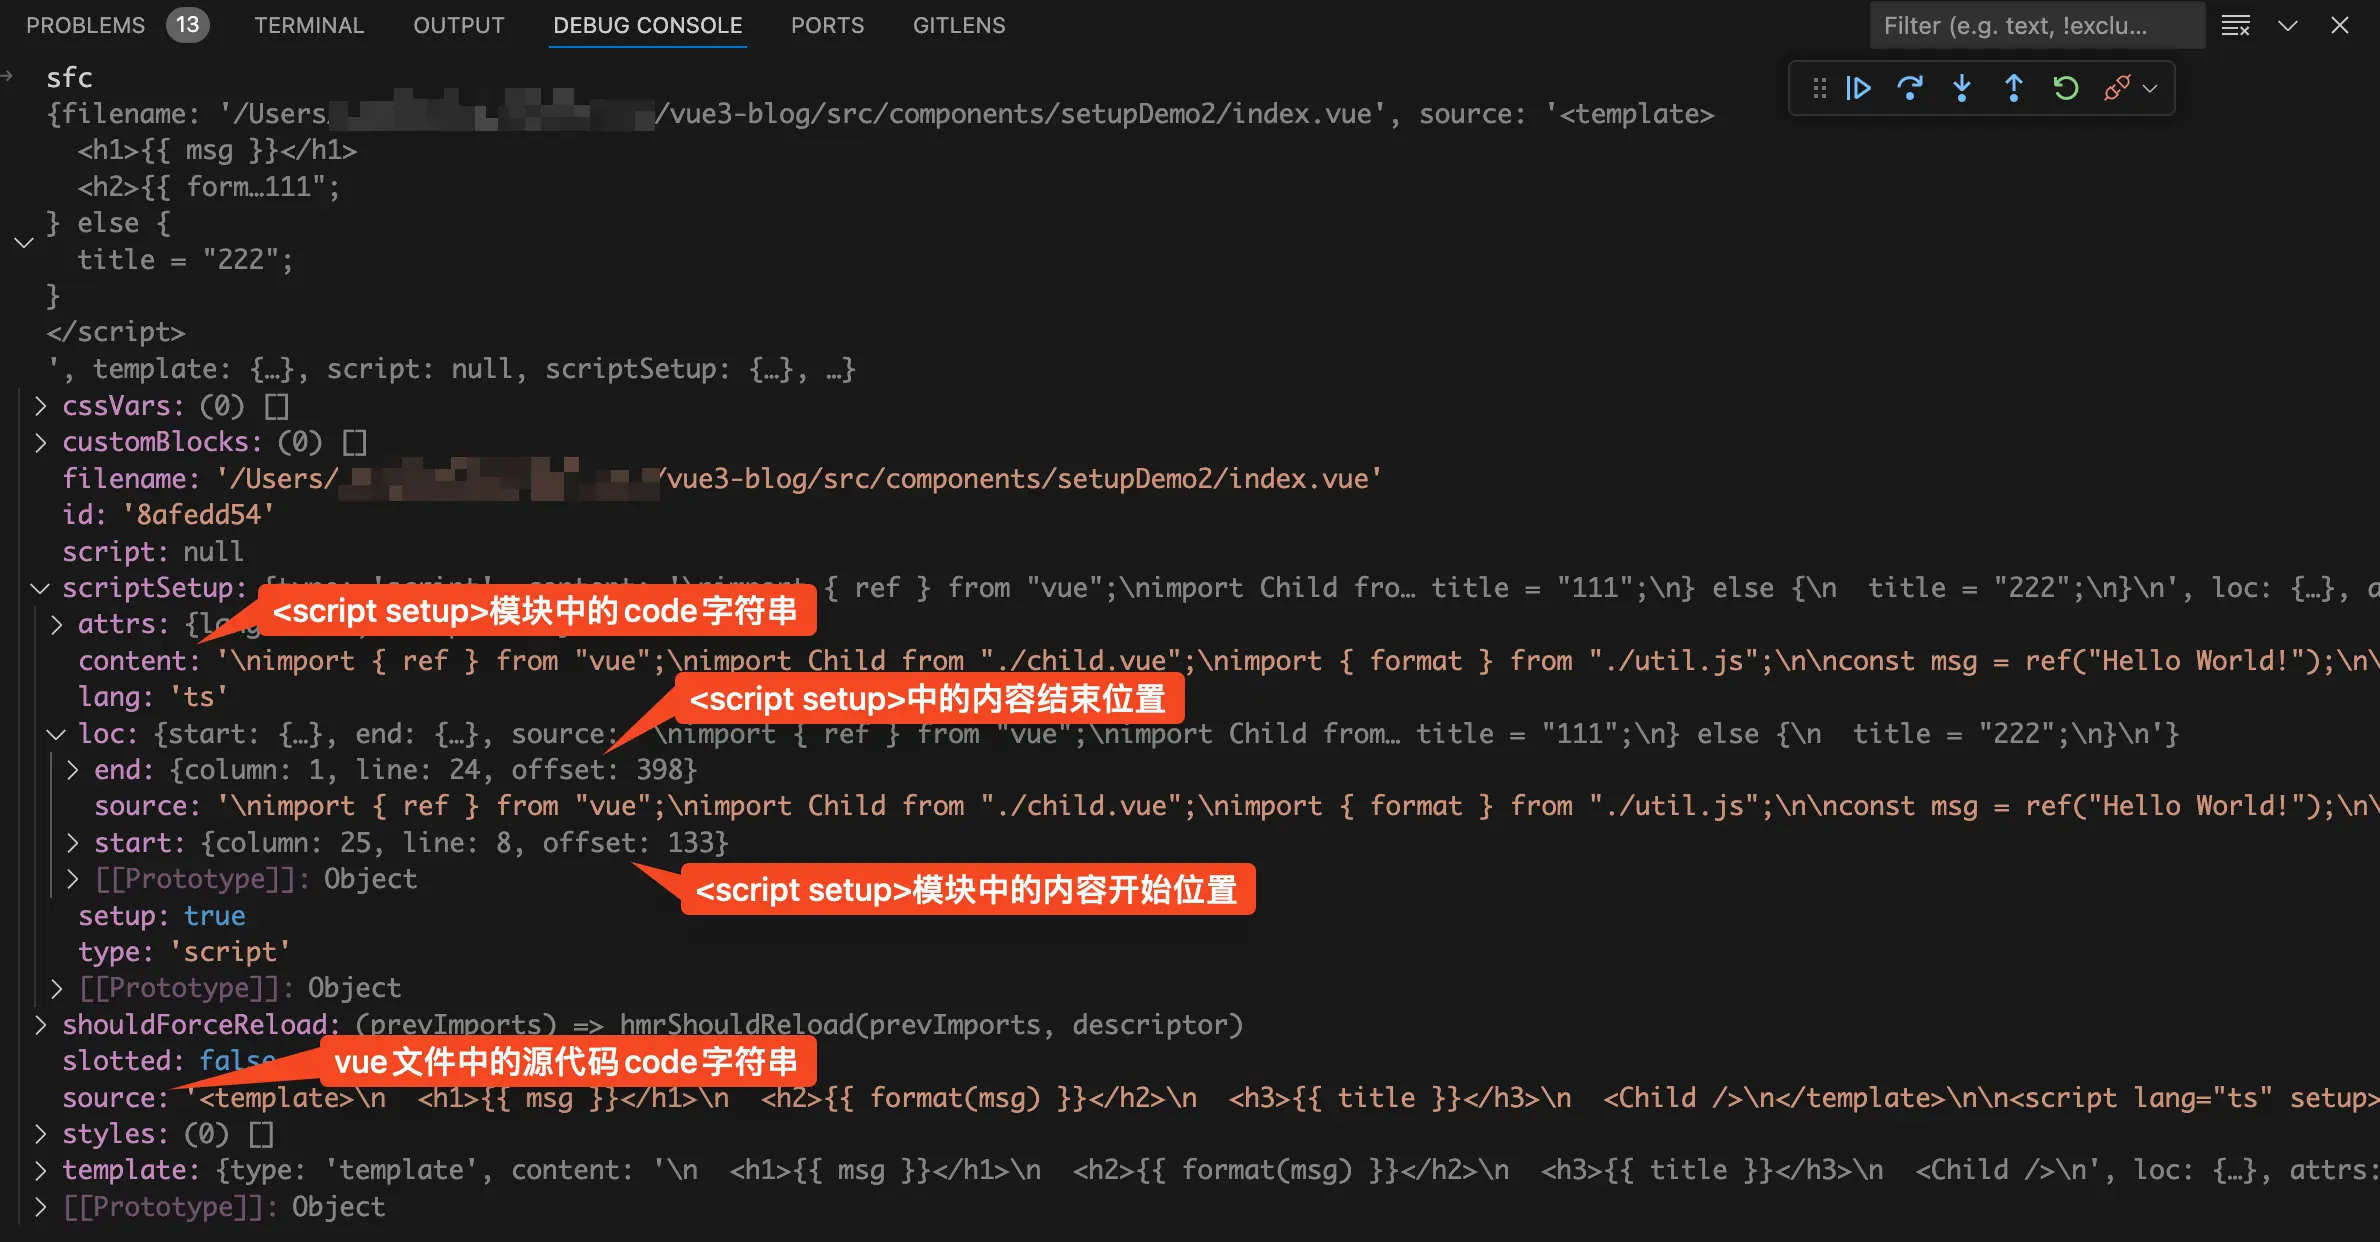 PROBLEMS 13 TERMINAL OUTPUT DEBUG CONSOLE PORTS GITLENS Filter (e.g. text, !exclu...
sfc
{filename: '/Users/ /vue3-blog/src/components/setupDemo2/index.vue', source: '<template>
<h1>{{ msg }}</h1>
<h2>{{ form…111";
} else {
title = "222";
}
</script>
', template: {…}, script: null, scriptSetup: {…}, …}
cssVars: (0) []
customBlocks: (0) []
filename: '/Users/ /vue3-blog/src/components/setupDemo2/index.vue'
id: '8afedd54'
script: null
scriptSetup: {type: 'script', content: '\nimport { ref } from "vue";\nimport Child fro… title = "111";\n} else {\n  title = "222";\n}\n', loc: {…}, a
<script setup>模块中的code字符串
attrs: {lang
content: '\nimport { ref } from "vue";\nimport Child from "./child.vue";\nimport { format } from "./util.js";\n\nconst msg = ref("Hello World!");\n\
lang: 'ts'
<script setup>中的内容结束位置
loc: {start: {…}, end: {…}, source: '\nimport { ref } from "vue";\nimport Child from… title = "111";\n} else {\n  title = "222";\n}\n'}
end: {column: 1, line: 24, offset: 398}
source: '\nimport { ref } from "vue";\nimport Child from "./child.vue";\nimport { format } from "./util.js";\n\nconst msg = ref("Hello World!");\n\
start: {column: 25, line: 8, offset: 133}
[[Prototype]]: Object
<script setup>模块中的内容开始位置
setup: true
type: 'script'
[[Prototype]]: Object
shouldForceReload: (prevImports) => hmrShouldReload(prevImports, descriptor)
slotted: false
vue文件中的源代码code字符串
source: '<template>\n  <h1>{{ msg }}</h1>\n  <h2>{{ format(msg) }}</h2>\n  <h3>{{ title }}</h3>\n  <Child />\n</template>\n\n<script lang="ts" setup>
styles: (0) []
template: {type: 'template', content: '\n  <h1>{{ msg }}</h1>\n  <h2>{{ format(msg) }}</h2>\n  <h3>{{ title }}</h3>\n  <Child />\n', loc: {…}, attrs:
[[Prototype]]: Object